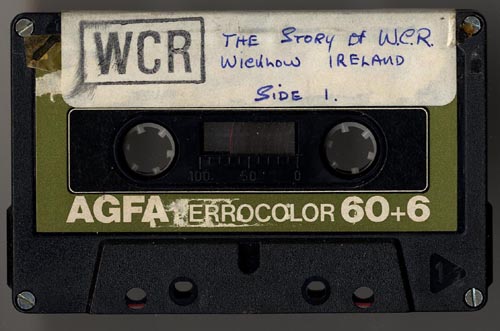 WCR
THE STORY of W.C.R.
WICKLOW IRELAND
SIDE 1.
100 50 0
AGFA FERROCOLOR 60+6
1